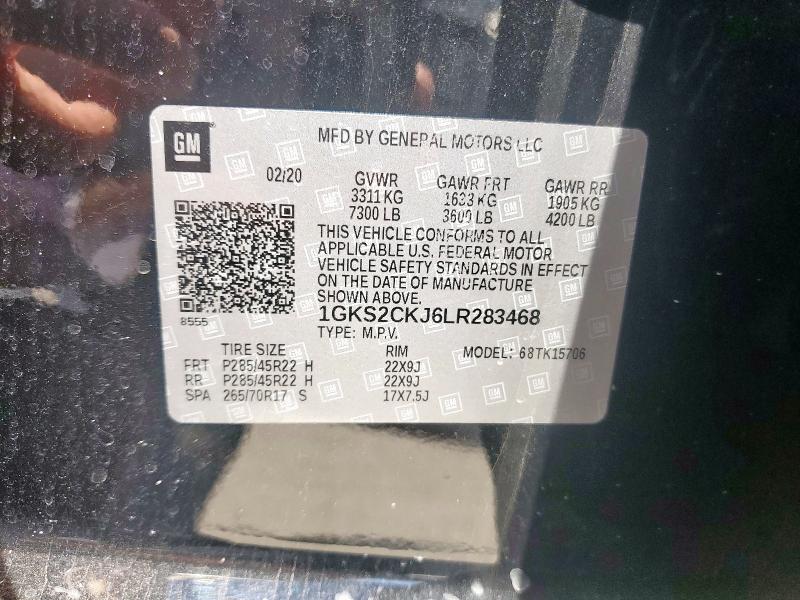 GM
MFD BY GENERAL MOTORS LLC
02/20
GVWR GAWR FRT GAWR RR
3311 KG 1633 KG 1905 KG
7300 LB 3600 LB 4200 LB
THIS VEHICLE CONFORMS TO ALL
APPLICABLE U.S. FEDERAL MOTOR
VEHICLE SAFETY STANDARDS IN EFFECT
ON THE DATE OF MANUFACTURE
SHOWN ABOVE.
1GKS2CKJ6LR283468
8555
TYPE: M.P.V.
TIRE SIZE RIM MODEL: 68TK15706
FRT P285/45R22 H 22X9J
RR P285/45R22 H 22X9J
SPA 265/70R17 S 17X7.5J